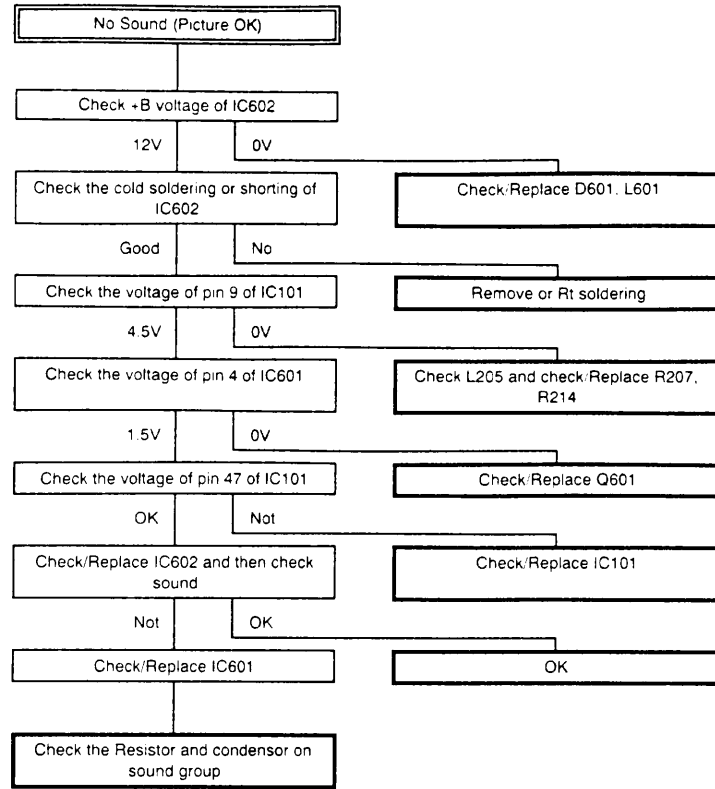 No Sound (Picture OK)
Check +B voltage of IC602
12V
0V
Check the cold soldering or shorting of
IC602
Check/Replace D601. L601
Good
No
Check the voltage of pin 9 of IC101
Remove or Rt soldering
4.5V
0V
Check the voltage of pin 4 of IC601
Check L205 and check/Replace R207,
R214
1.5V
0V
Check the voltage of pin 47 of IC101
Check/Replace Q601
OK
Not
Check/Replace IC602 and then check
sound
Check/Replace IC101
Not
OK
Check/Replace IC601
OK
Check the Resistor and condensor on
sound group